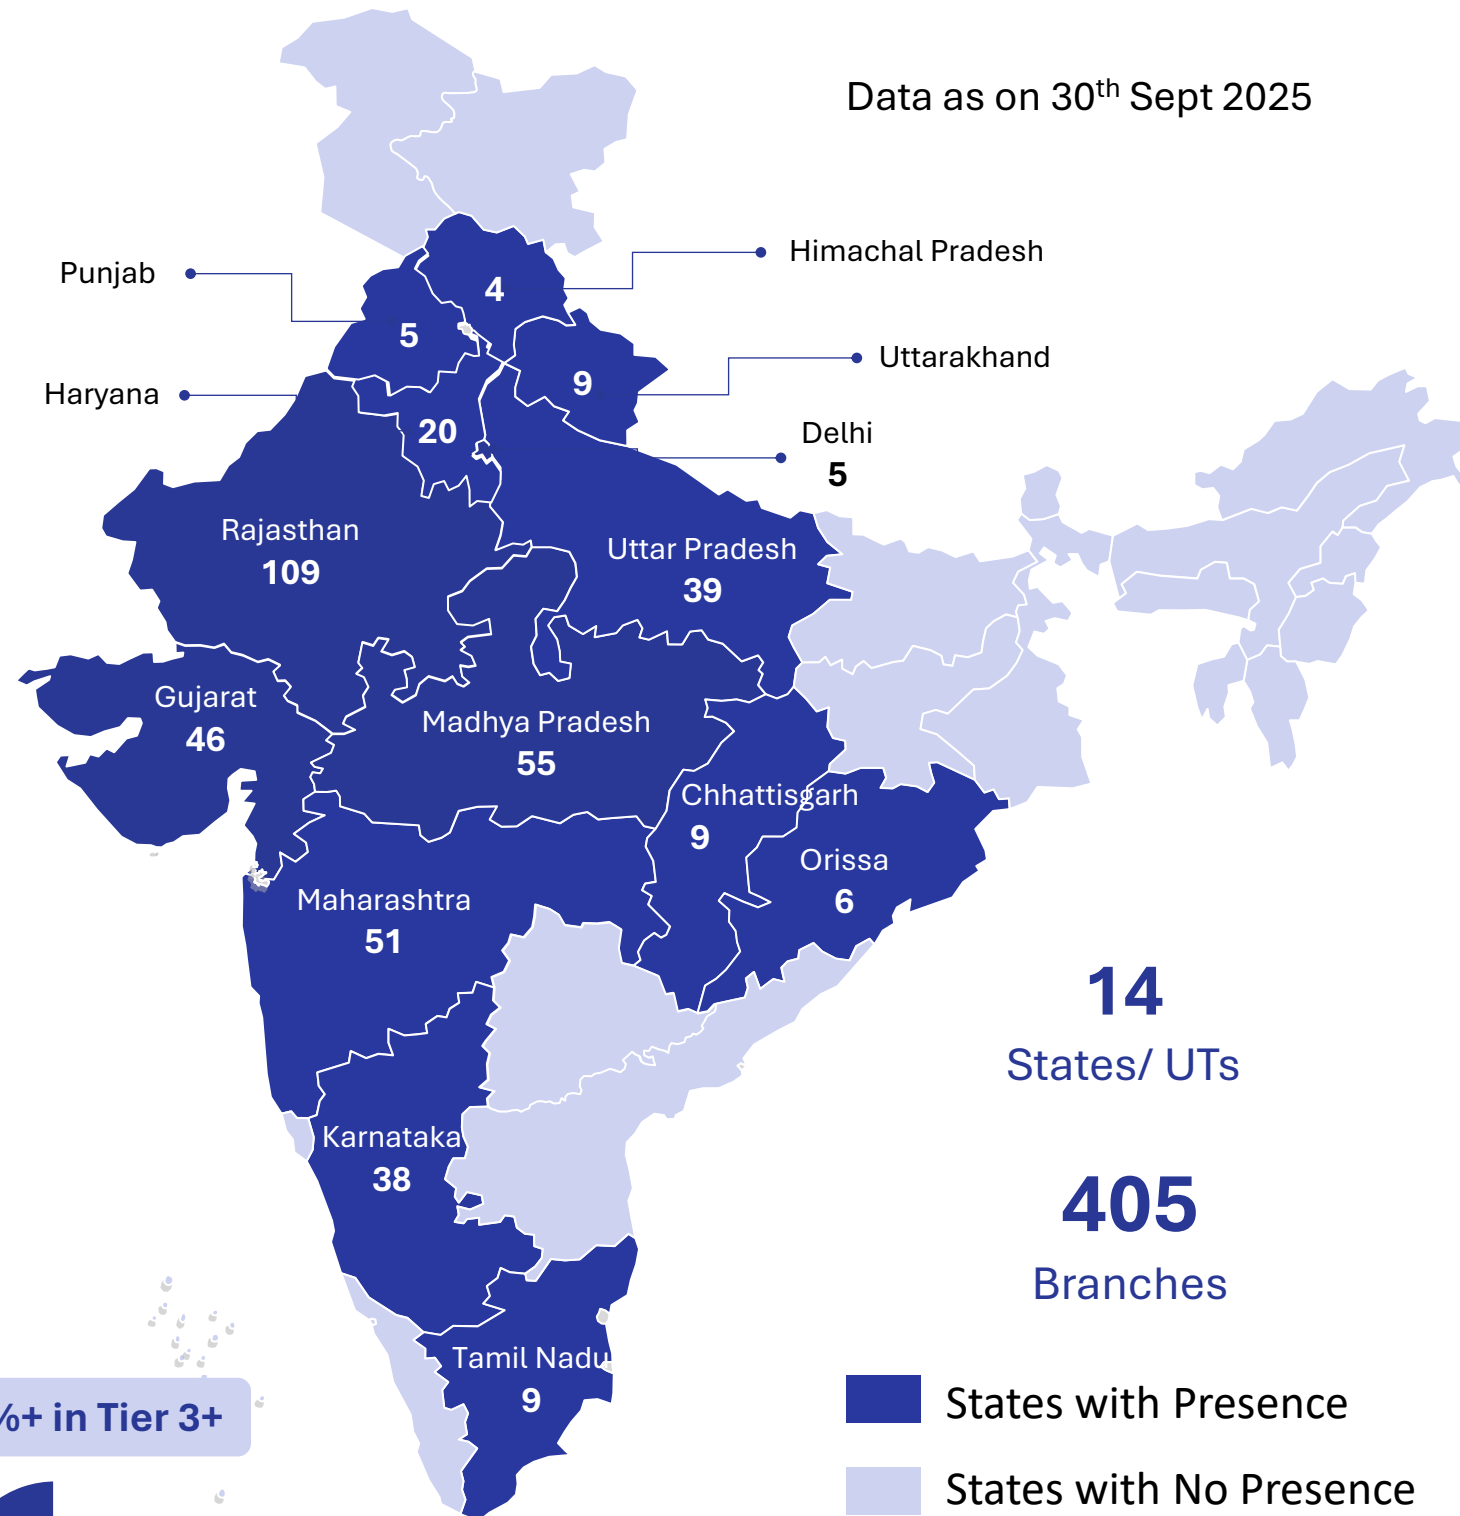 Data as on 30th Sept 2025
Himachal Pradesh
Punjab
4
5
Uttarakhand
9
Haryana
20
Delhi
5
Rajasthan
109
Uttar Pradesh
39
Gujarat
46
Madhya Pradesh
55
Chhattisgarh
9
Orissa
6
Maharashtra
51
14
States/ UTs
Karnataka
38
405
Branches
Tamil Nadu
9
%+ in Tier 3+
States with Presence
States with No Presence